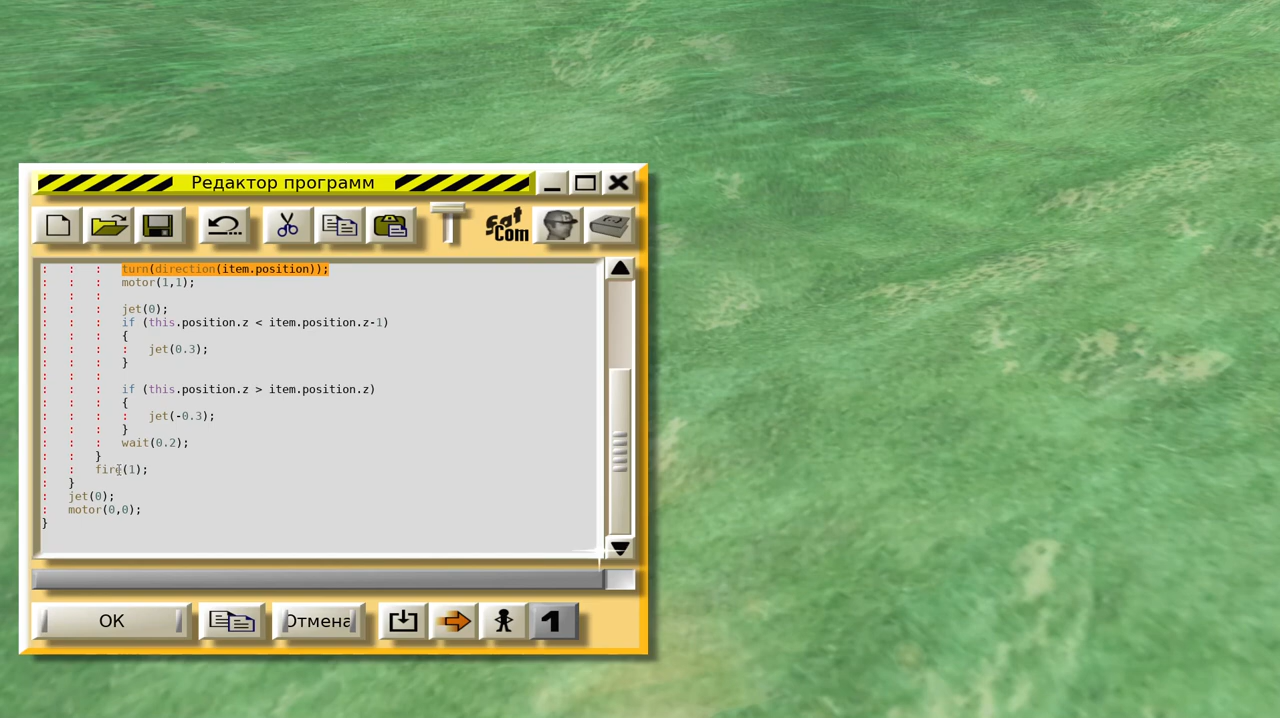 Редактор программ
Sat
Com
turn(direction(item.position));
motor(1,1);
jet(0);
if (this.position.z < item.position.z-1)
{
jet(0.3);
}
if (this.position.z > item.position.z)
{
jet(-0.3);
}
wait(0.2);
}
fire(1);
}
jet(0);
motor(0,0);
}
OK
Отмена
1